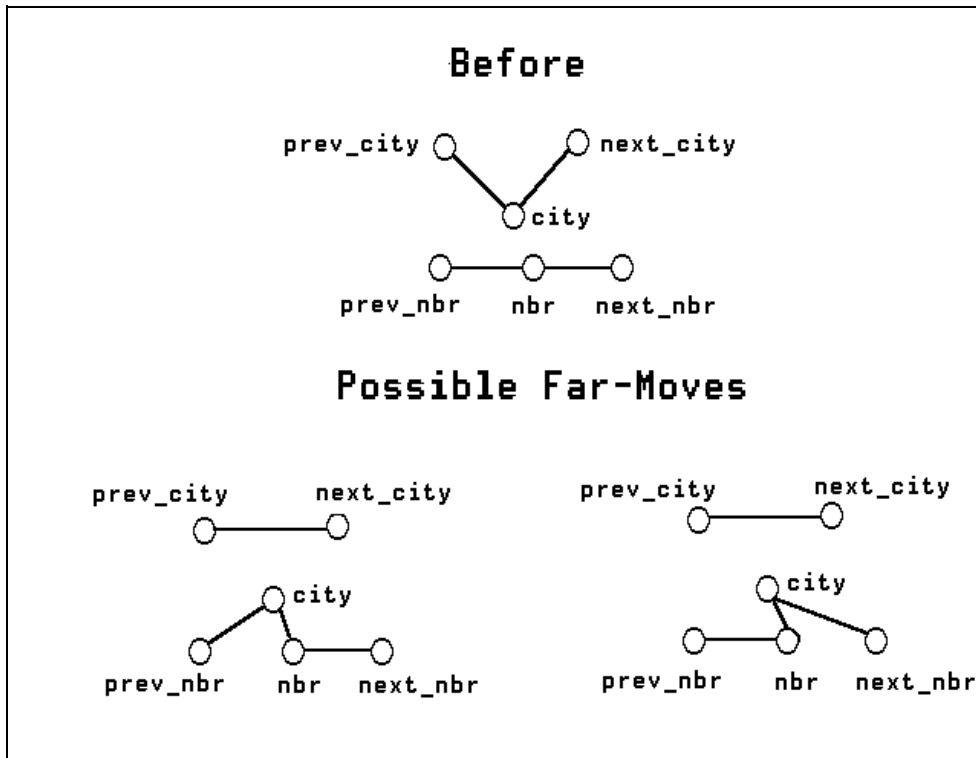 Before
prev_city next_city
city
prev_nbr nbr next_nbr
Possible Far-Moves
prev_city next_city
city
prev_nbr nbr next_nbr
prev_city next_city
city
prev_nbr nbr next_nbr